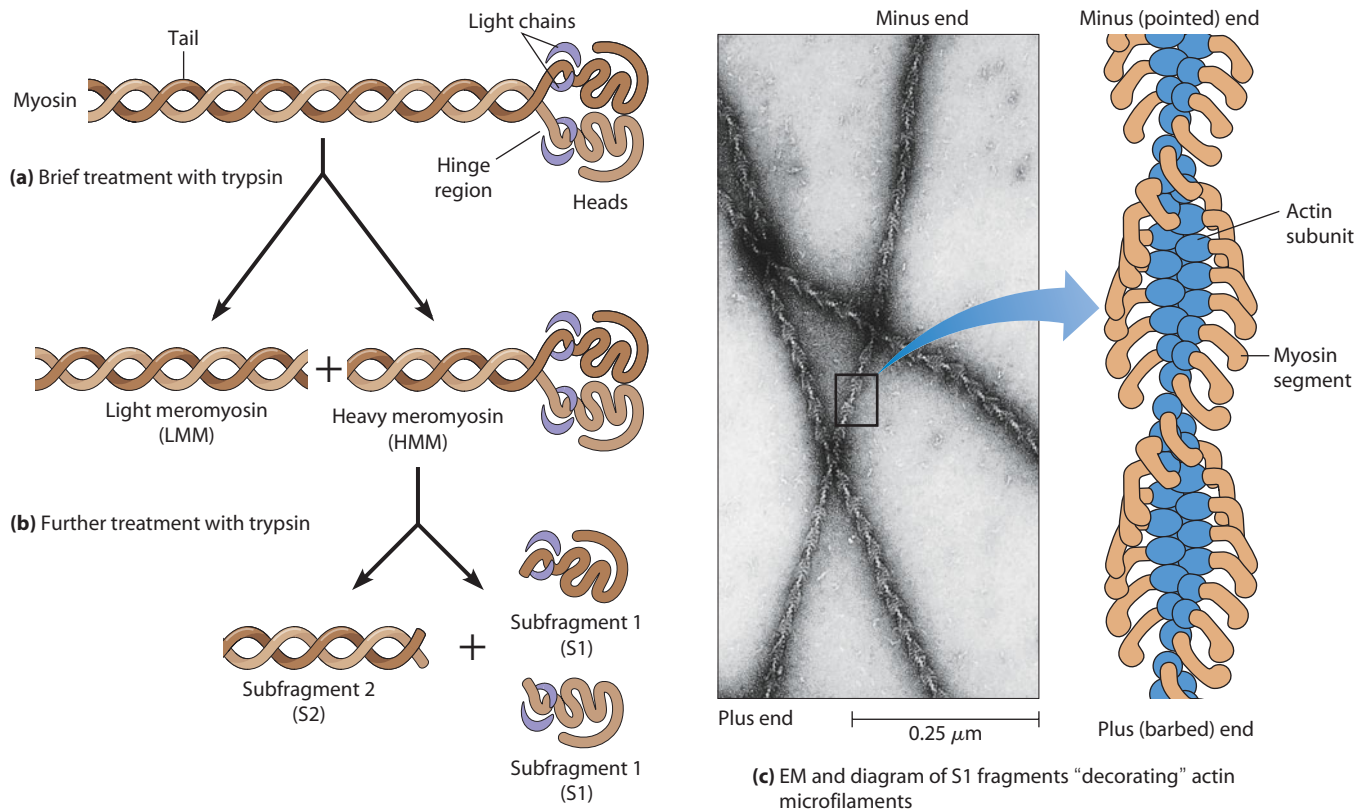 Light chains
Tail
Myosin
Hinge
region
Heads
(a) Brief treatment with trypsin
Light meromyosin
(LMM)
+
Heavy meromyosin
(HMM)
(b) Further treatment with trypsin
Subfragment 2
(S2)
+
Subfragment 1
(S1)
Subfragment 1
(S1)
Minus end
Plus end
0.25 μm
Minus (pointed) end
Actin
subunit
Myosin
segment
Plus (barbed) end
(c) EM and diagram of S1 fragments “decorating” actin
microfilaments